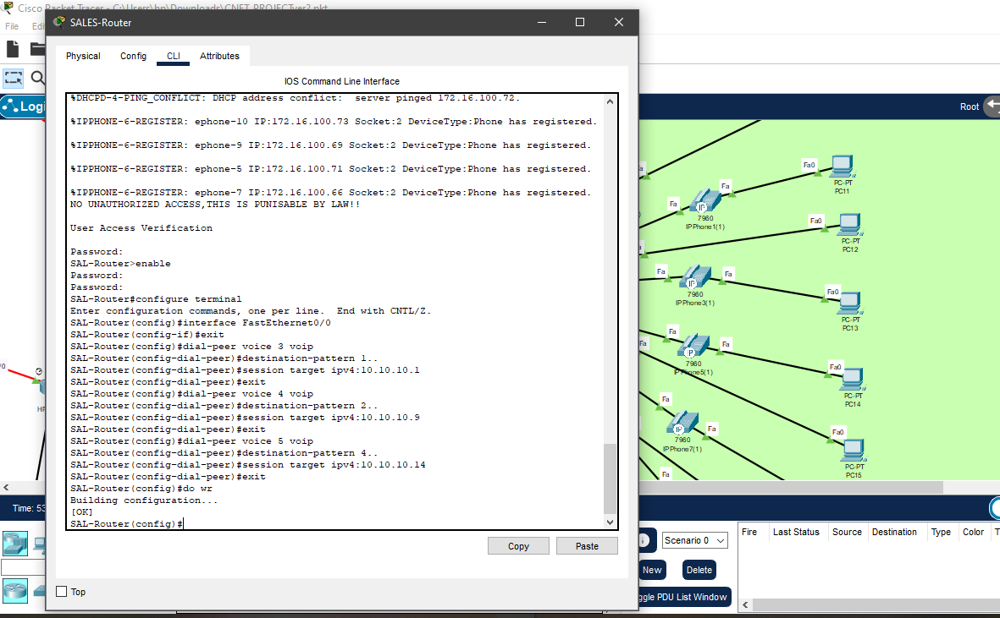 Cisco Packet Tracer - C:\Users\hp\Downloads\CNET PROJECTver2.pkt
File
SALES-Router
Physical
Config
CLI
Attributes
IOS Command Line Interface
%DHCPD-4-PING_CONFLICT: DHCP address conflict:  server pinged 172.16.100.72.
%IPPHONE-6-REGISTER: ephone-10 IP:172.16.100.73 Socket:2 DeviceType:Phone has registered.
%IPPHONE-6-REGISTER: ephone-9 IP:172.16.100.69 Socket:2 DeviceType:Phone has registered.
%IPPHONE-6-REGISTER: ephone-5 IP:172.16.100.71 Socket:2 DeviceType:Phone has registered.
%IPPHONE-6-REGISTER: ephone-7 IP:172.16.100.66 Socket:2 DeviceType:Phone has registered.
NO UNAUTHORIZED ACCESS,THIS IS PUNISABLE BY LAW!!
User Access Verification
Password:
SAL-Router>enable
Password:
Password:
SAL-Router#configure terminal
Enter configuration commands, one per line.  End with CNTL/Z.
SAL-Router(config)#interface FastEthernet0/0
SAL-Router(config-if)#exit
SAL-Router(config)#dial-peer voice 3 voip
SAL-Router(config-dial-peer)#destination-pattern 1..
SAL-Router(config-dial-peer)#session target ipv4:10.10.10.1
SAL-Router(config-dial-peer)#exit
SAL-Router(config)#dial-peer voice 4 voip
SAL-Router(config-dial-peer)#destination-pattern 2..
SAL-Router(config-dial-peer)#session target ipv4:10.10.10.9
SAL-Router(config-dial-peer)#exit
SAL-Router(config)#dial-peer voice 5 voip
SAL-Router(config-dial-peer)#destination-pattern 4..
SAL-Router(config-dial-peer)#session target ipv4:10.10.10.14
SAL-Router(config-dial-peer)#exit
SAL-Router(config)#do wr
Building configuration...
[OK]
SAL-Router(config)#
Copy
Paste
Top
Logi
Root
Fa0
PC-PT
PC11
Fa
Fa
IP
7960
IPPhone1(1)
Fa0
PC-PT
PC12
Fa
Fa
IP
7960
IPPhone3(1)
Fa0
PC-PT
PC13
Fa
Fa
Fa
IP
7960
IPPhone5(1)
Fa0
PC-PT
PC14
Fa
Fa
IP
7960
IPPhone7(1)
Fa0
PC-PT
PC15
Fa
Time: 53
Scenario 0
New
Delete
ggle PDU List Window
Fire
Last Status
Source
Destination
Type
Color